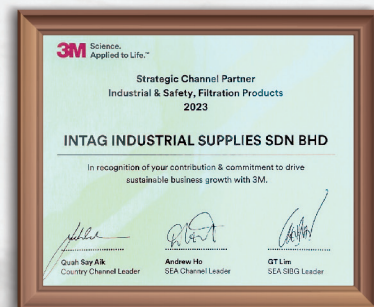 3M Science.
Applied to Life.™
Strategic Channel Partner
Industrial & Safety, Filtration Products
2023
INTAG INDUSTRIAL SUPPLIES SDN BHD
In recognition of your contribution & commitment to drive
sustainable business growth with 3M.
Quah Say Aik
Country Channel Leader
Andrew Ho
SEA Channel Leader
GT Lim
SEA SIBG Leader